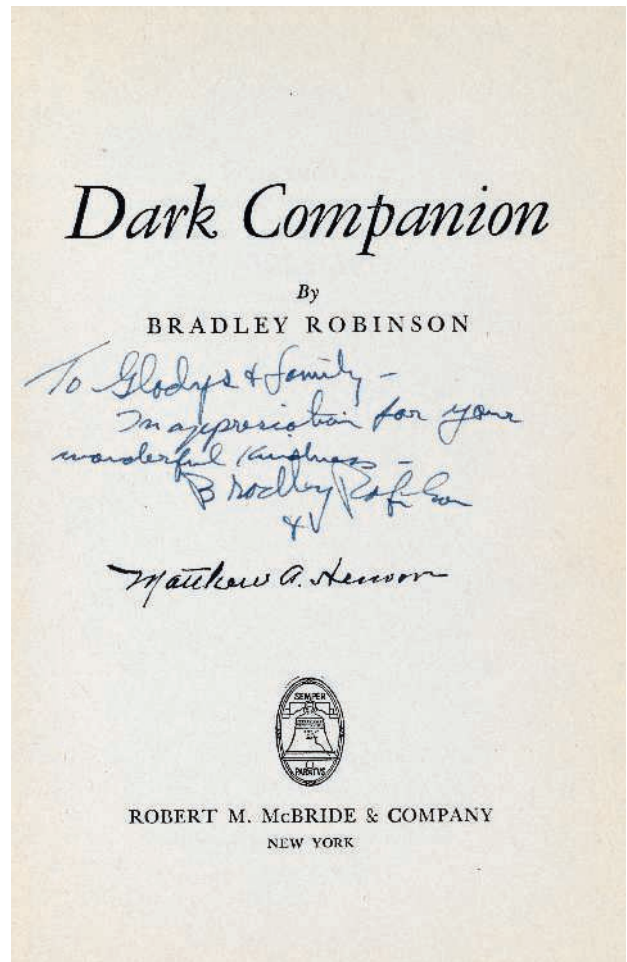 Dark Companion
By
BRADLEY ROBINSON
To Gladys & Family –
In appreciation for your
wonderful kindness –
Bradley Robinson
&
Matthew A. Henson
SEMPER
PARATVS
ROBERT M. McBRIDE & COMPANY
NEW YORK